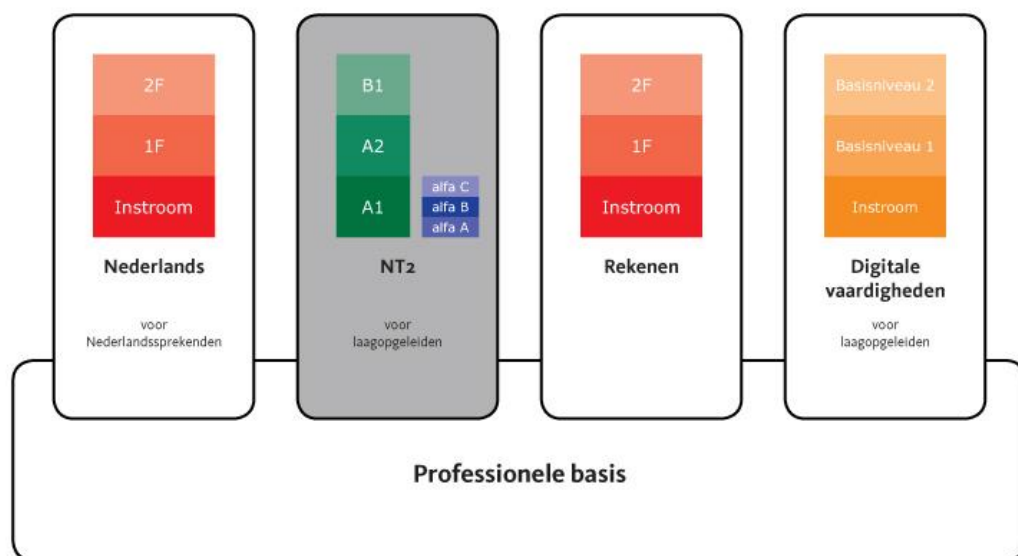 2F
1F
Instroom
Nederlands
voor
Nederlandssprekenden
B1
A2
A1
alfa C
alfa B
alfa A
NT2
voor
laagopgeleiden
2F
1F
Instroom
Rekenen
Basisniveau 2
Basisniveau 1
Instroom
Digitale
vaardigheden
voor
laagopgeleiden
Professionele basis